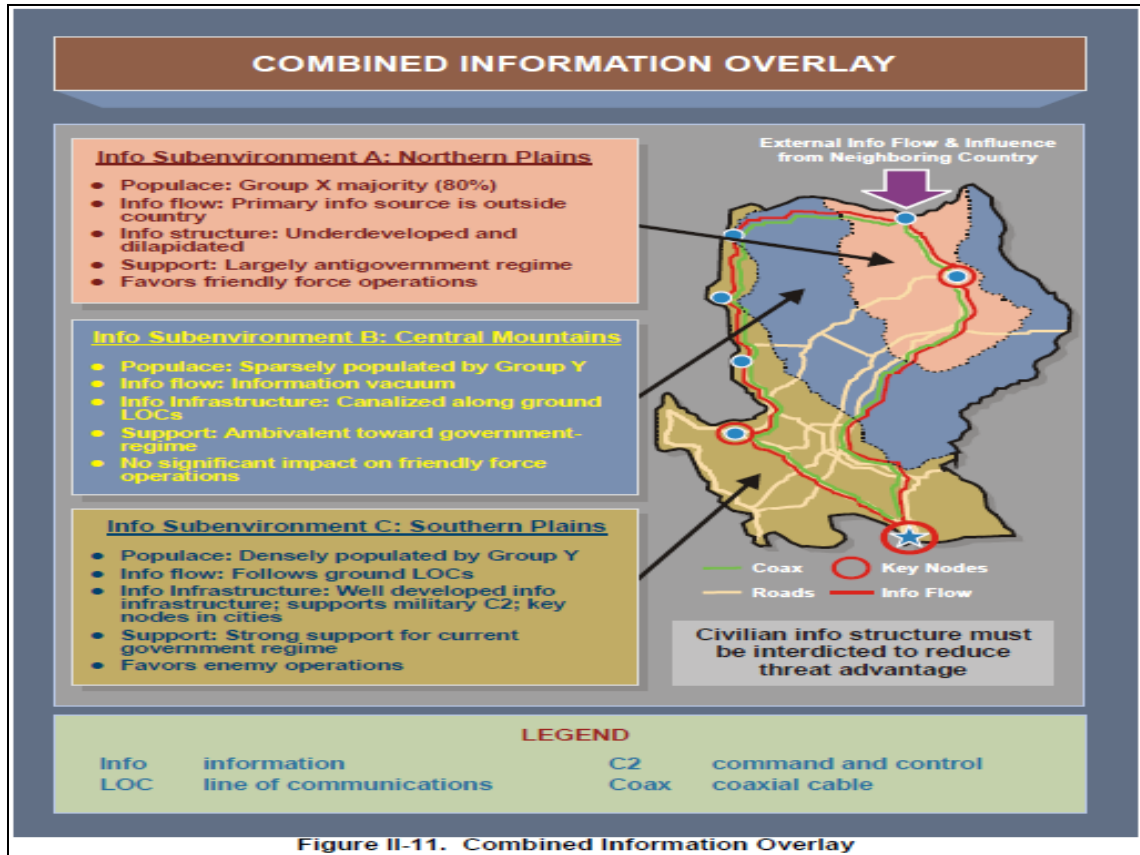 COMBINED INFORMATION OVERLAY
Info Subenvironment A: Northern Plains
● Populace: Group X majority (80%)
● Info flow: Primary info source is outside
country
● Info structure: Underdeveloped and
dilapidated
● Support: Largely antigovernment regime
● Favors friendly force operations
Info Subenvironment B: Central Mountains
● Populace: Sparsely populated by Group Y
● Info flow: Information vacuum
● Info Infrastructure: Canalized along ground
LOCs
● Support: Ambivalent toward government-
regime
● No significant impact on friendly force
operations
Info Subenvironment C: Southern Plains
● Populace: Densely populated by Group Y
● Info flow: Follows ground LOCs
● Info Infrastructure: Well developed info
infrastructure; supports military C2; key
nodes in cities
● Support: Strong support for current
government regime
● Favors enemy operations
External Info Flow & Influence
from Neighboring Country
Coax Key Nodes
Roads Info Flow
Civilian info structure must
be interdicted to reduce
threat advantage
LEGEND
Info information C2 command and control
LOC line of communications Coax coaxial cable
Figure II-11. Combined Information Overlay